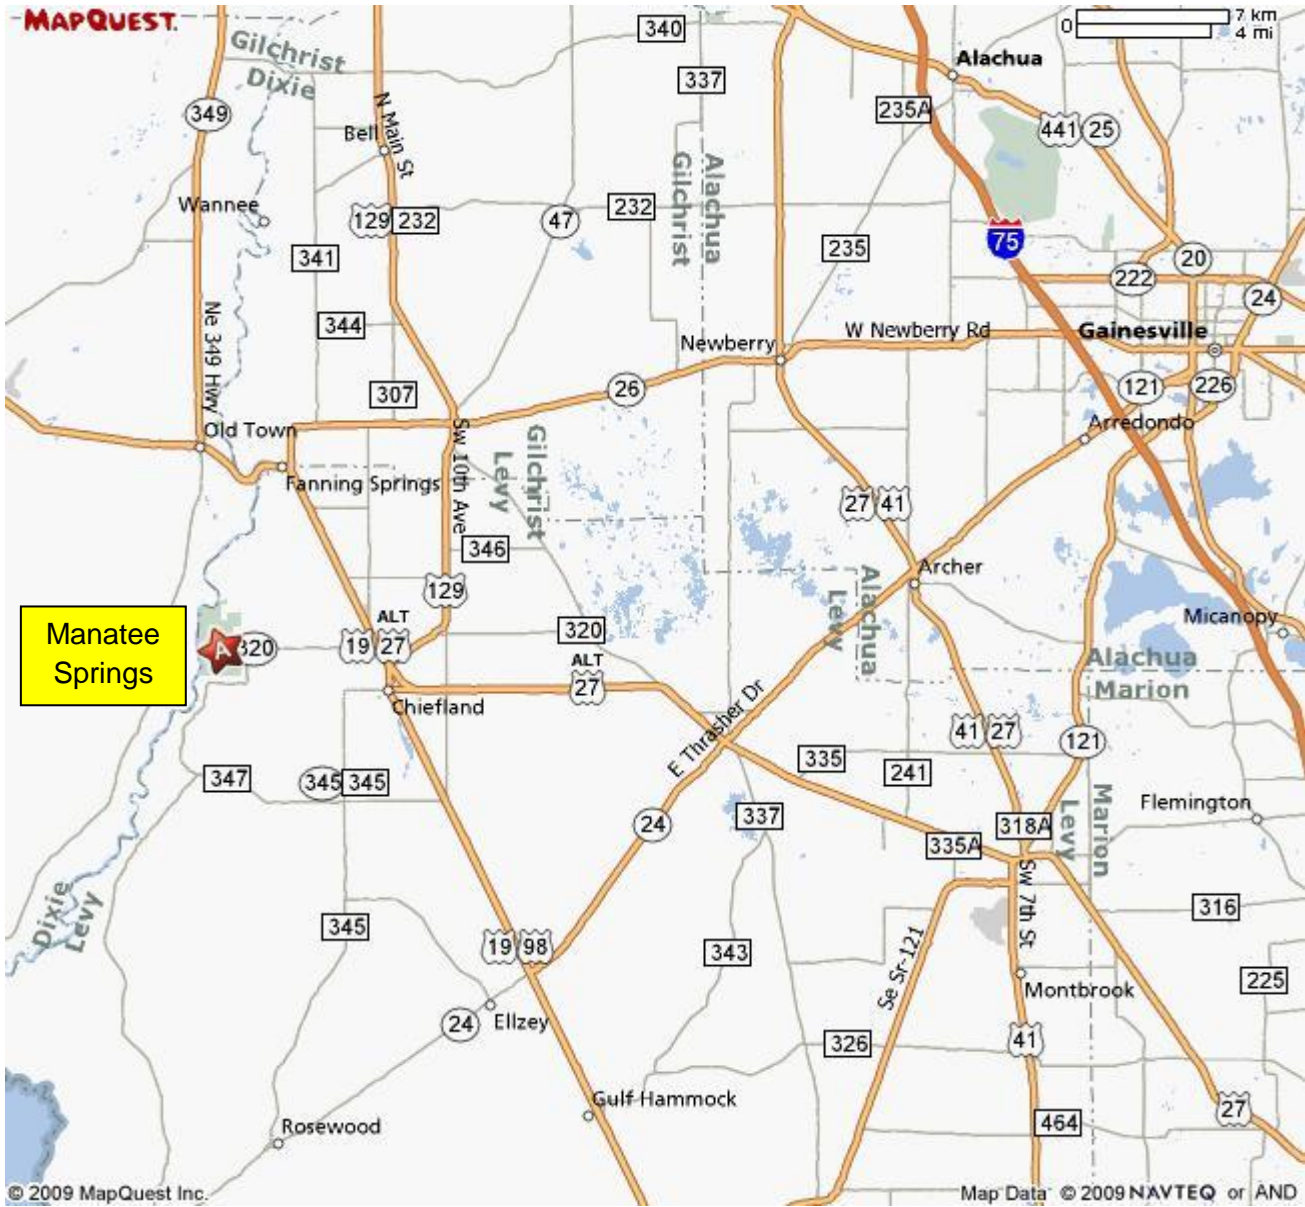 MAPQUEST.
7 km
0
4 mi
340
Gilchrist
Dixie
337
Alachua
235A
349
N Main St
441
25
Bell
Alachua
Gilchrist
Wannee
129
232
47
232
75
235
20
341
222
24
Ne 349 Hwy
344
W Newberry Rd
Gainesville
Newberry
26
121
226
307
Old Town
Sw 10th Ave
Arredondo
Gilchrist
Levy
Fanning Springs
27
41
346
Archer
129
Alachua
Levy
Manatee
Springs
A
320
ALT
19
27
320
Micanopy
ALT
27
Alachua
Marion
Chiefland
E Thrasher Dr
41
27
121
347
345
345
335
241
Marion
Levy
Flemington
24
337
318A
335A
Sw 7th St
Dixie
Levy
345
316
19
98
343
Se Sr-121
225
Montbrook
24
Ellzey
326
41
Gulf Hammock
27
Rosewood
464
© 2009 MapQuest Inc.
Map Data © 2009 NAVTEQ or AND